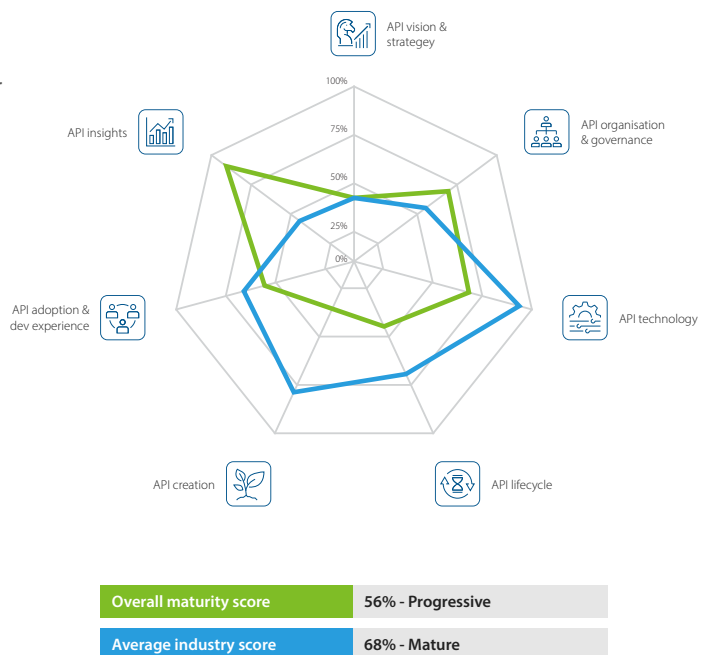 API vision &
strategey
100%
75%
50%
25%
0%
API insights
API organisation
& governance
API adoption &
dev experience
API technology
API creation
API lifecycle
Overall maturity score
56% - Progressive
Average industry score
68% - Mature